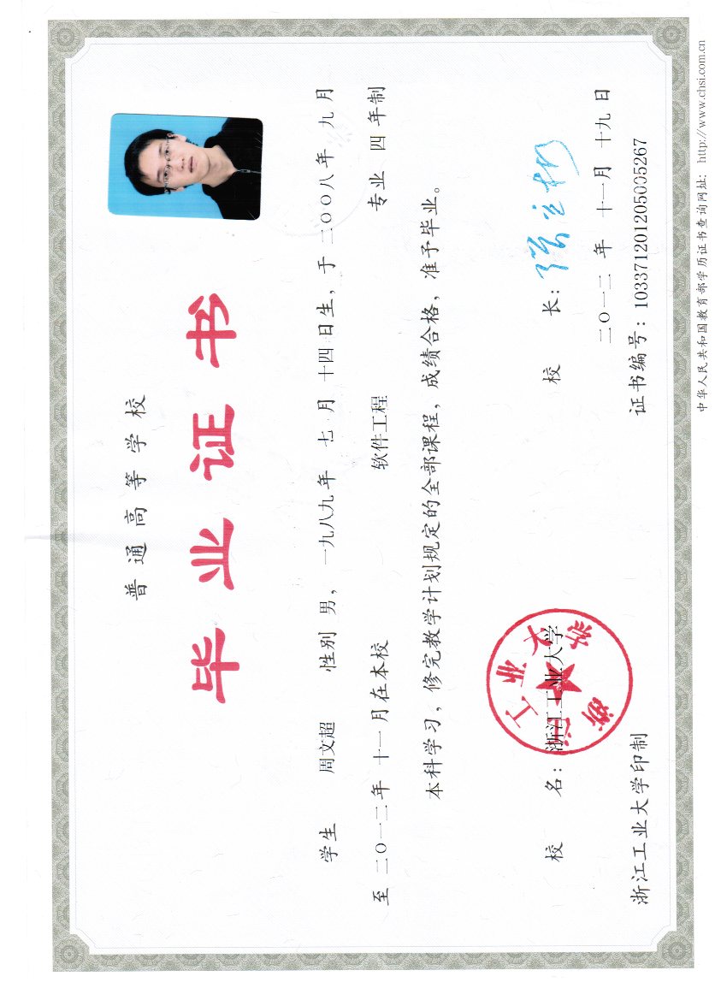 普通高等学校
毕业证书
学生 周文超 性别 男, 一九八九年 七 月 十四 日生, 于 二〇〇八年 九 月
至 二〇一二年 十一 月在本校 软件工程 专业 四 年制
本科学习, 修完教学计划规定的全部课程, 成绩合格, 准予毕业。
校 名: 浙江工业大学 校 长:
浙江工业大学
二〇一二 年 十一月 十九 日
浙江工业大学印制 证书编号: 103371201205005267
中华人民共和国教育部学历证书查询网址: http://www.chsi.com.cn